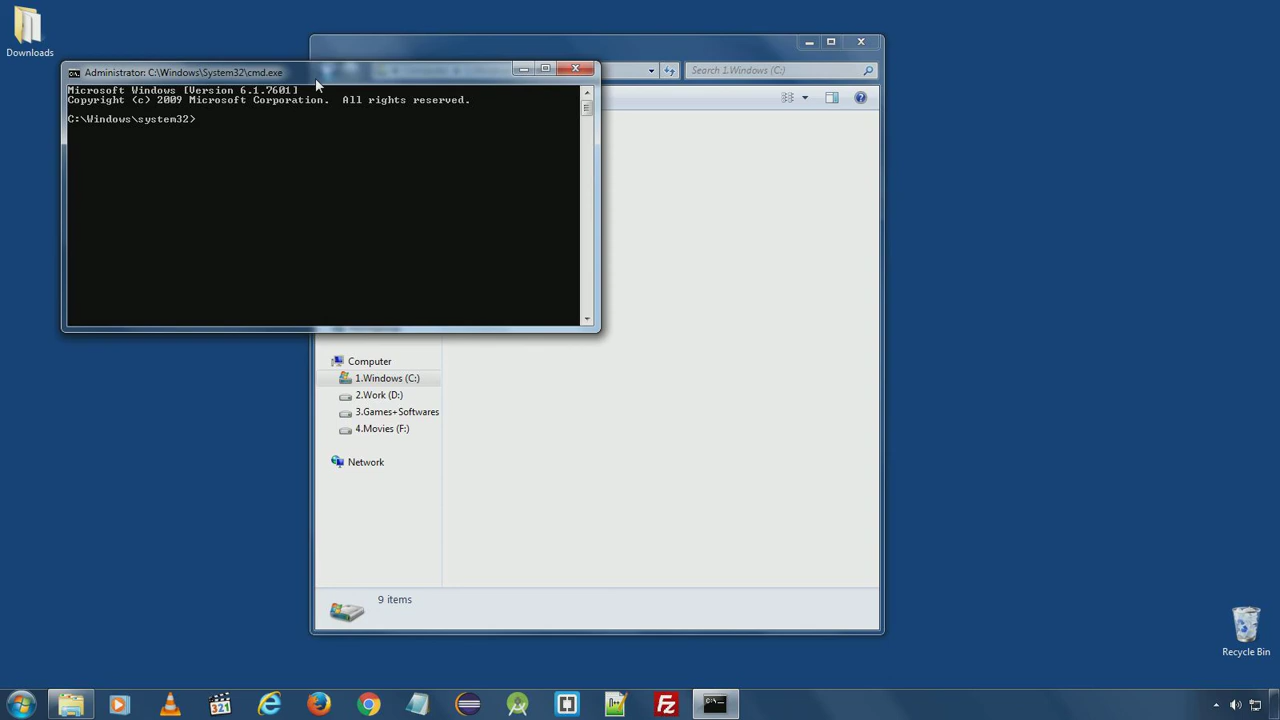 Downloads
Administrator: C:\Windows\System32\cmd.exe
Microsoft Windows [Version 6.1.7601]
Copyright (c) 2009 Microsoft Corporation.  All rights reserved.
C:\Windows\system32>
Search 1.Windows (C:)
Computer
1.Windows (C:)
2.Work (D:)
3.Games+Softwares
4.Movies (F:)
Network
9 items
Recycle Bin
321
N++
Fz
C:\.